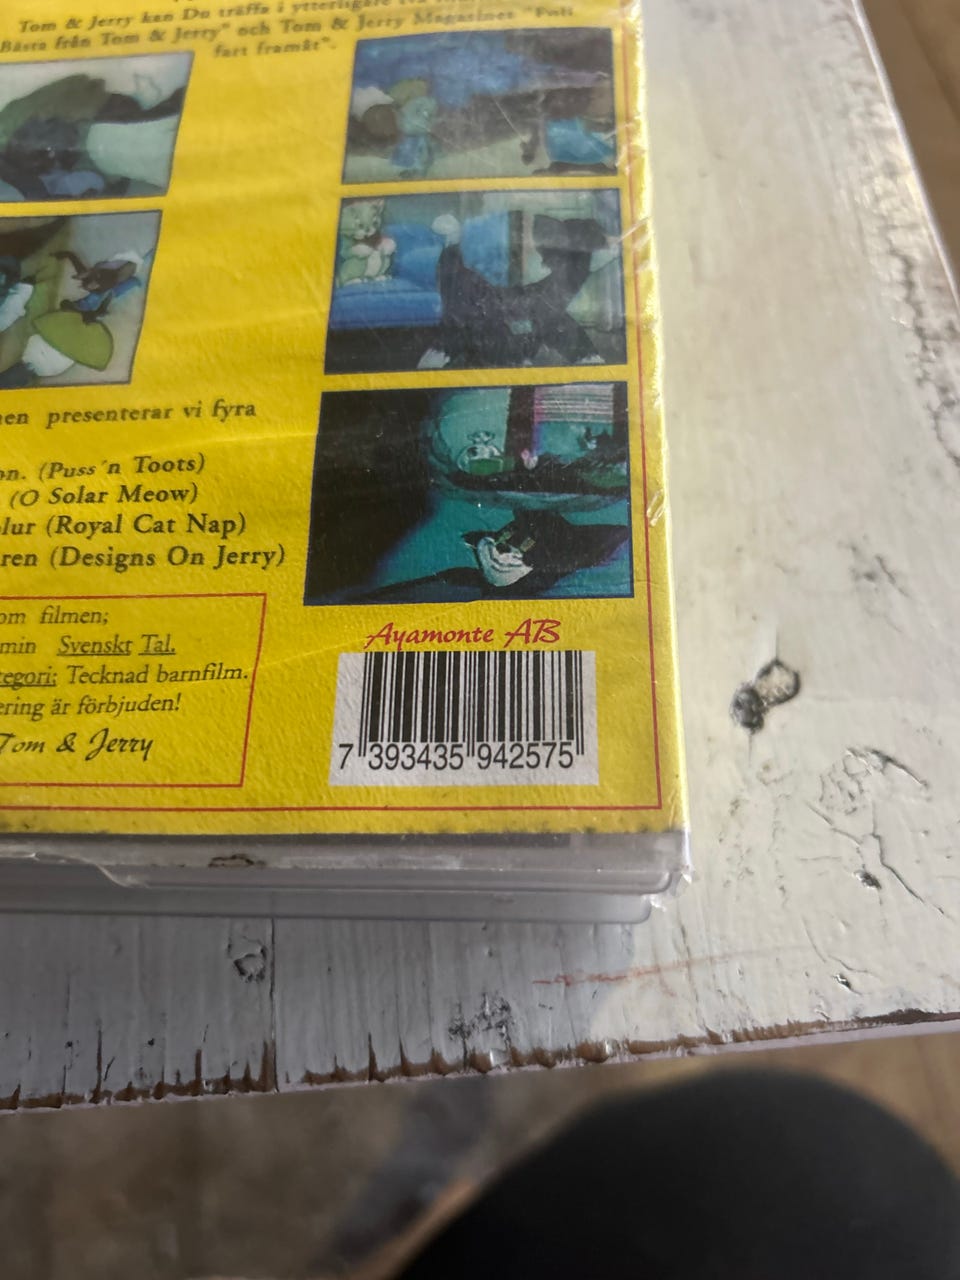 Tom & Jerry kan Du träffa i ytterligare två
Bästa från Tom & Jerry" och Tom & Jerry Magasinet "Full
fart framåt".
presenterar vi fyra
(Puss´n Toots)
(O Solar Meow)
(Royal Cat Nap)
(Designs On Jerry)
om filmen;
min Svenskt Tal.
Tecknad barnfilm.
är förbjuden!
Tom & Jerry
Ayamonte AB
7 393435 942575